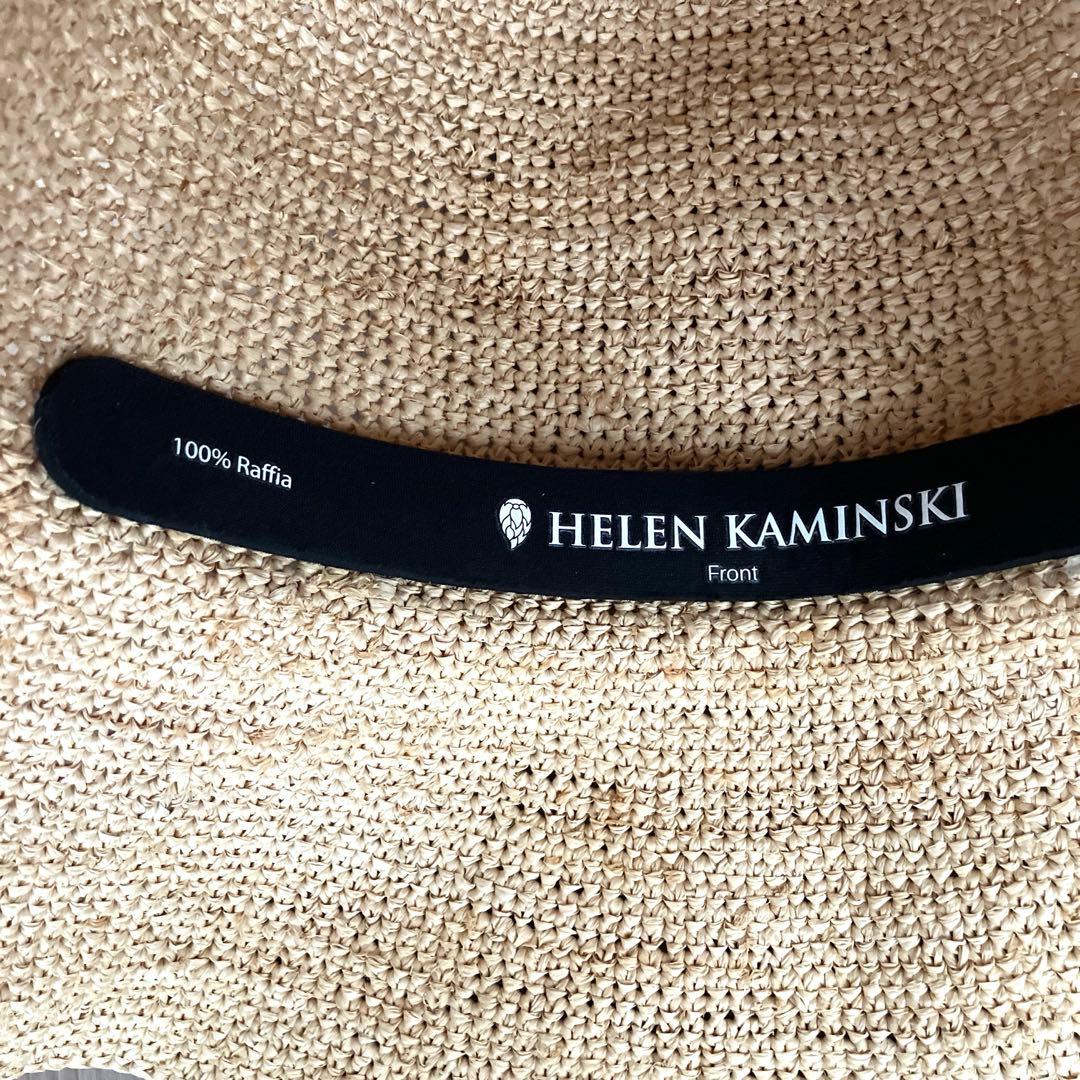 100% Raffia
HELEN KAMINSKI
Front